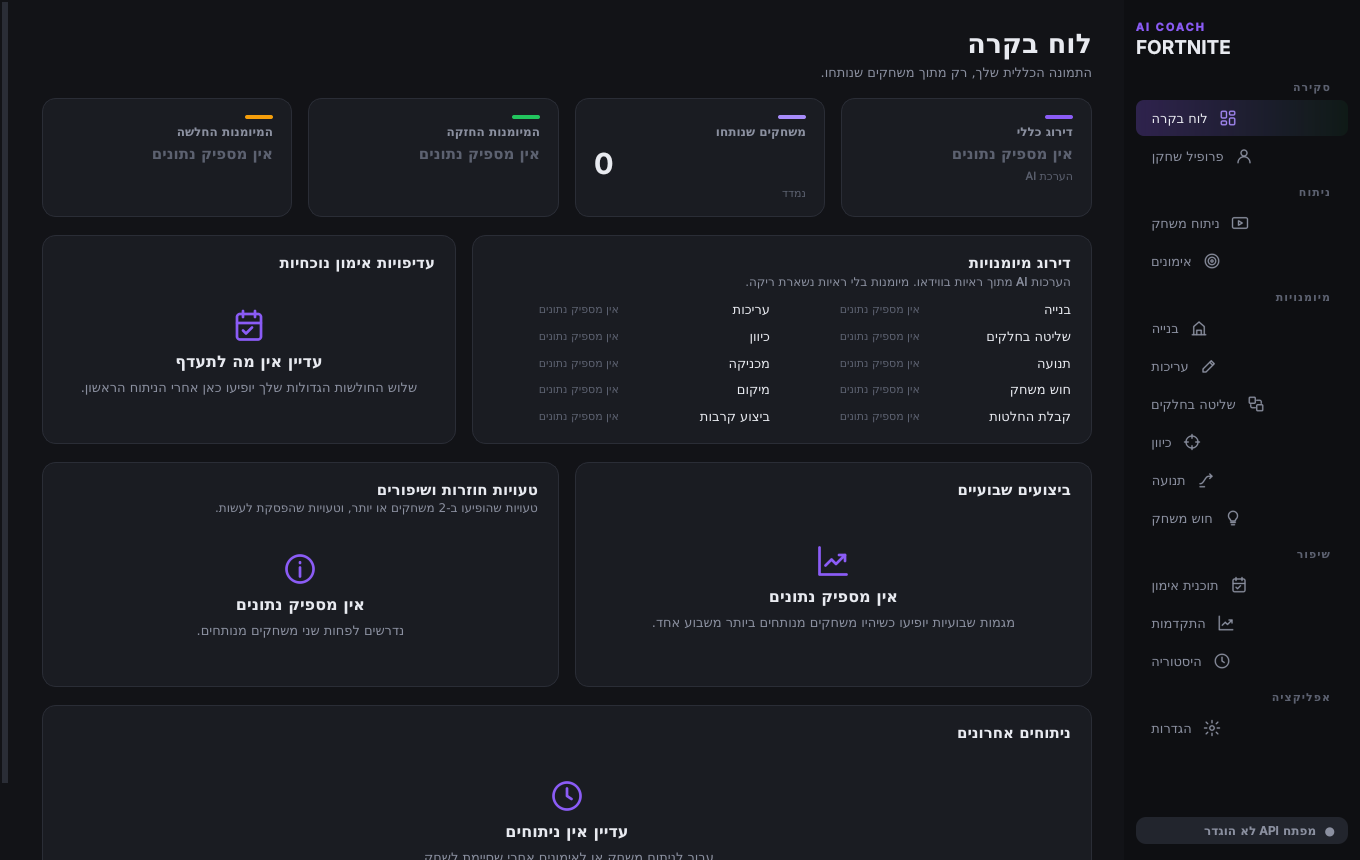 AI COACH
FORTNITE
סקירה
לוח בקרה
פרופיל שחקן
ניתוח
ניתוח משחק
אימונים
מיומנויות
בנייה
עריכות
שליטה בחלקים
כיוון
תנועה
חוש משחק
שיפור
תוכנית אימון
התקדמות
היסטוריה
אפליקציה
הגדרות
מפתח API לא הוגדר
לוח בקרה
התמונה הכללית שלך, רק מתוך משחקים שנותחו.
דירוג כללי
אין מספיק נתונים
הערכת AI
משחקים שנותחו
0
נמדד
המיומנות החזקה
אין מספיק נתונים
המיומנות החלשה
אין מספיק נתונים
דירוג מיומנויות
הערכות AI מתוך ראיות בווידאו. מיומנות בלי ראיות נשארת ריקה.
בנייה אין מספיק נתונים עריכות אין מספיק נתונים
שליטה בחלקים אין מספיק נתונים כיוון אין מספיק נתונים
תנועה אין מספיק נתונים מכניקה אין מספיק נתונים
חוש משחק אין מספיק נתונים מיקום אין מספיק נתונים
קבלת החלטות אין מספיק נתונים ביצוע קרבות אין מספיק נתונים
עדיפויות אימון נוכחיות
עדיין אין מה לתעדף
שלוש החולשות הגדולות שלך יופיעו כאן אחרי הניתוח הראשון.
ביצועים שבועיים
אין מספיק נתונים
מגמות שבועיות יופיעו כשיהיו משחקים מנותחים ביותר משבוע אחד.
טעויות חוזרות ושיפורים
טעויות שהופיעו ב-2 משחקים או יותר, וטעויות שהפסקת לעשות.
אין מספיק נתונים
נדרשים לפחות שני משחקים מנותחים.
ניתוחים אחרונים
עדיין אין ניתוחים
עבור לניתוח משחק או לאימונים אחרי שסיימת לשחק